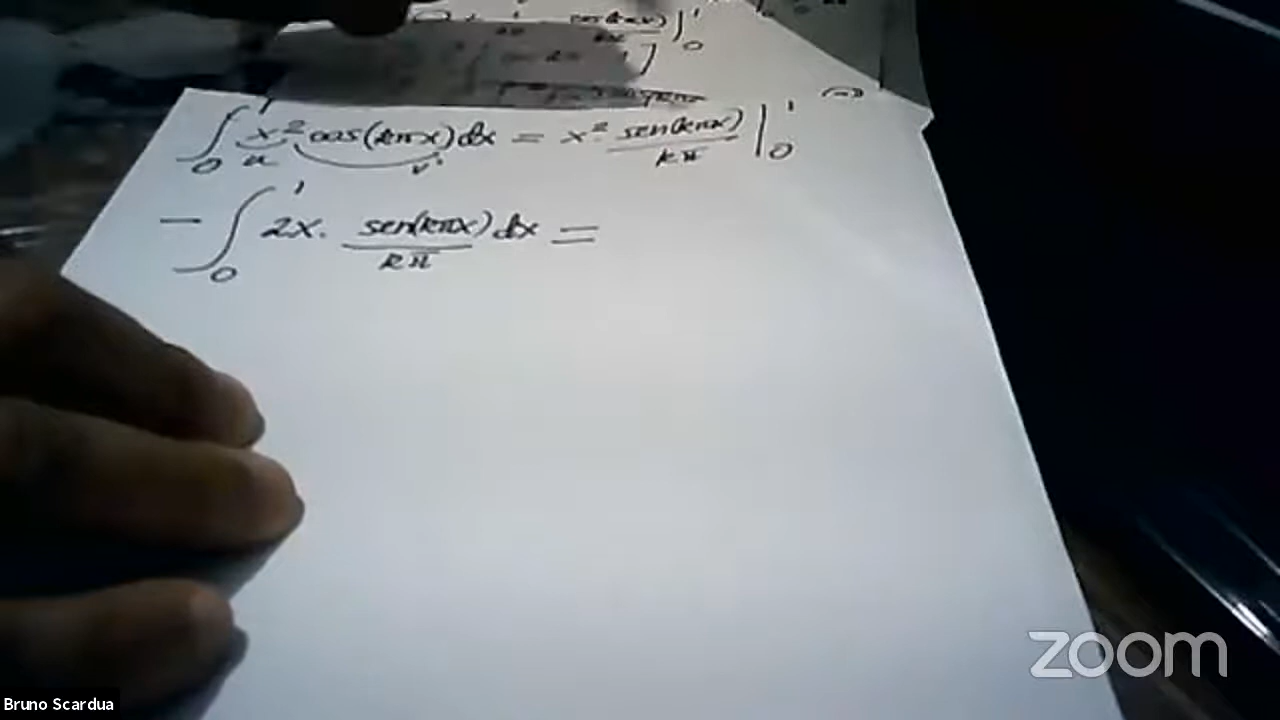 ∫₀¹ x² cos(kπx) dx = x² · sen(kπx)/kπ |₀¹
u v'
− ∫₀¹ 2x · sen(kπx)/kπ dx =
zoom
Bruno Scardua